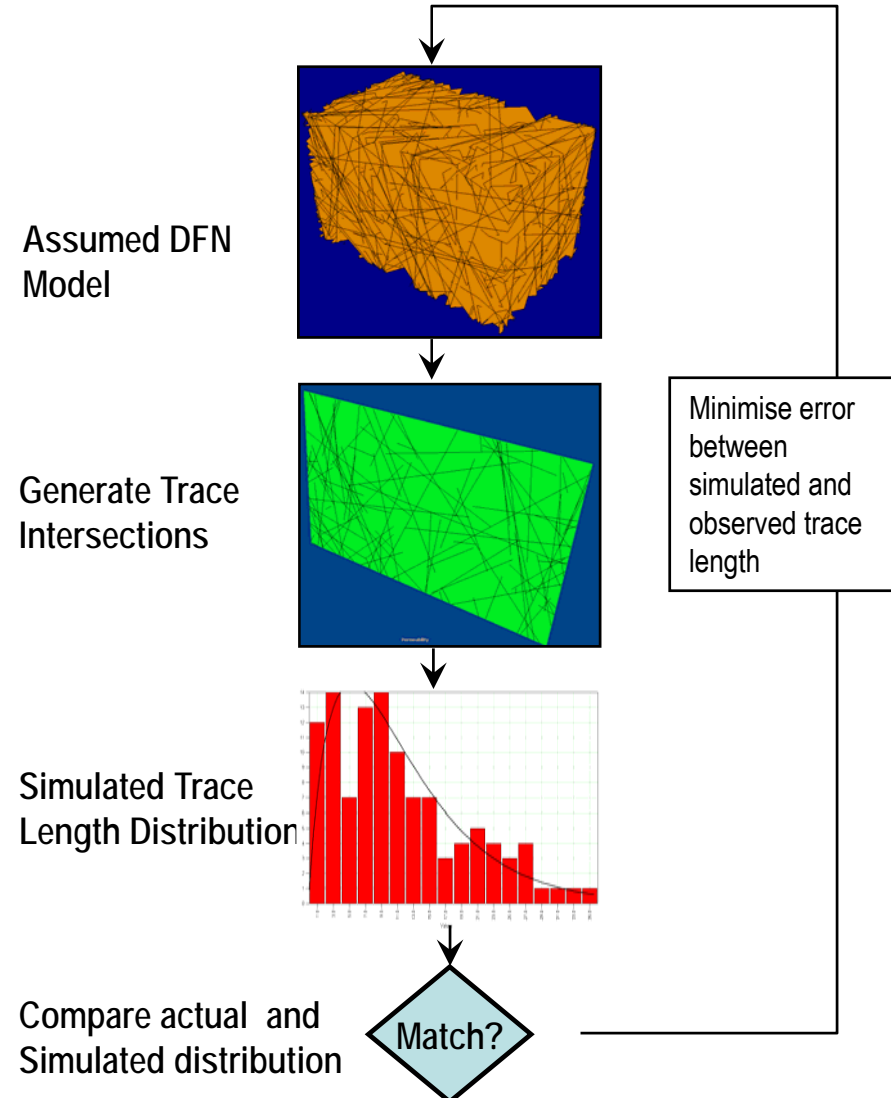 Assumed DFN
Model
Generate Trace
Intersections
Minimise error
between
simulated and
observed trace
length
Simulated Trace
Length Distribution
Compare actual and
Simulated distribution
Match?